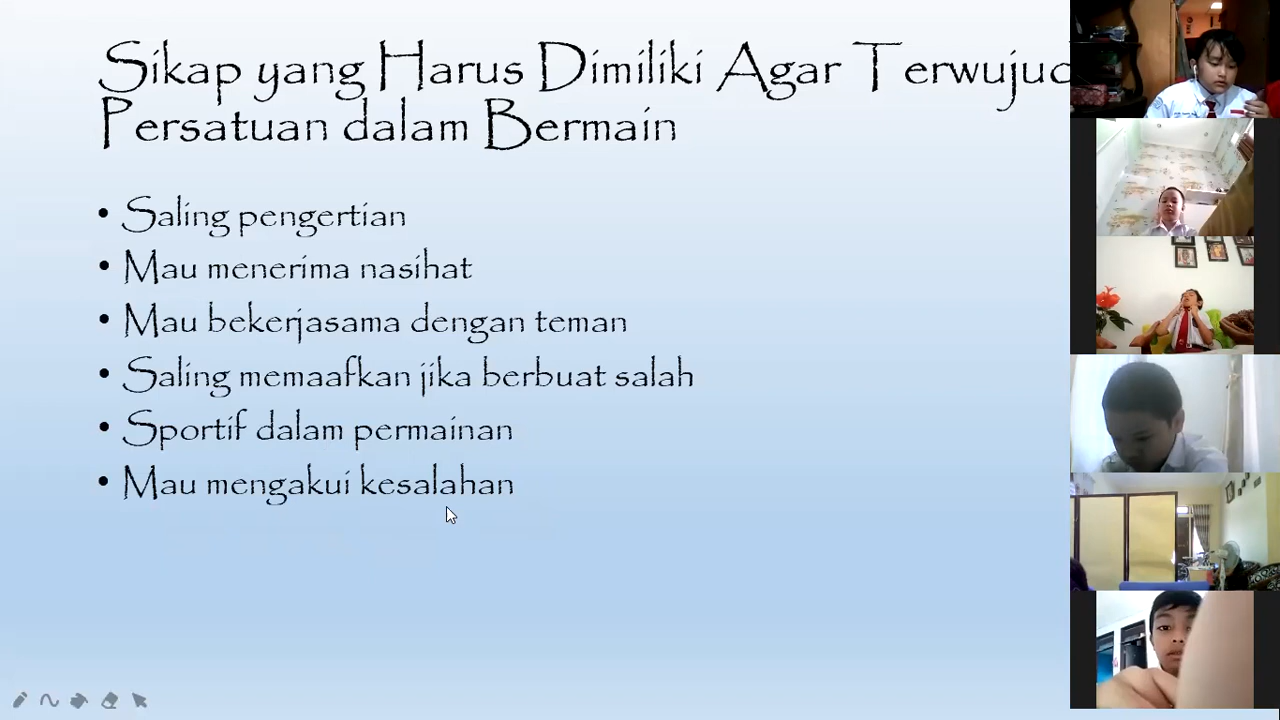 Sikap yang Harus Dimiliki Agar Terwujud
Persatuan dalam Bermain
• Saling pengertian
• Mau menerima nasihat
• Mau bekerjasama dengan teman
• Saling memaafkan jika berbuat salah
• Sportif dalam permainan
• Mau mengakui kesalahan